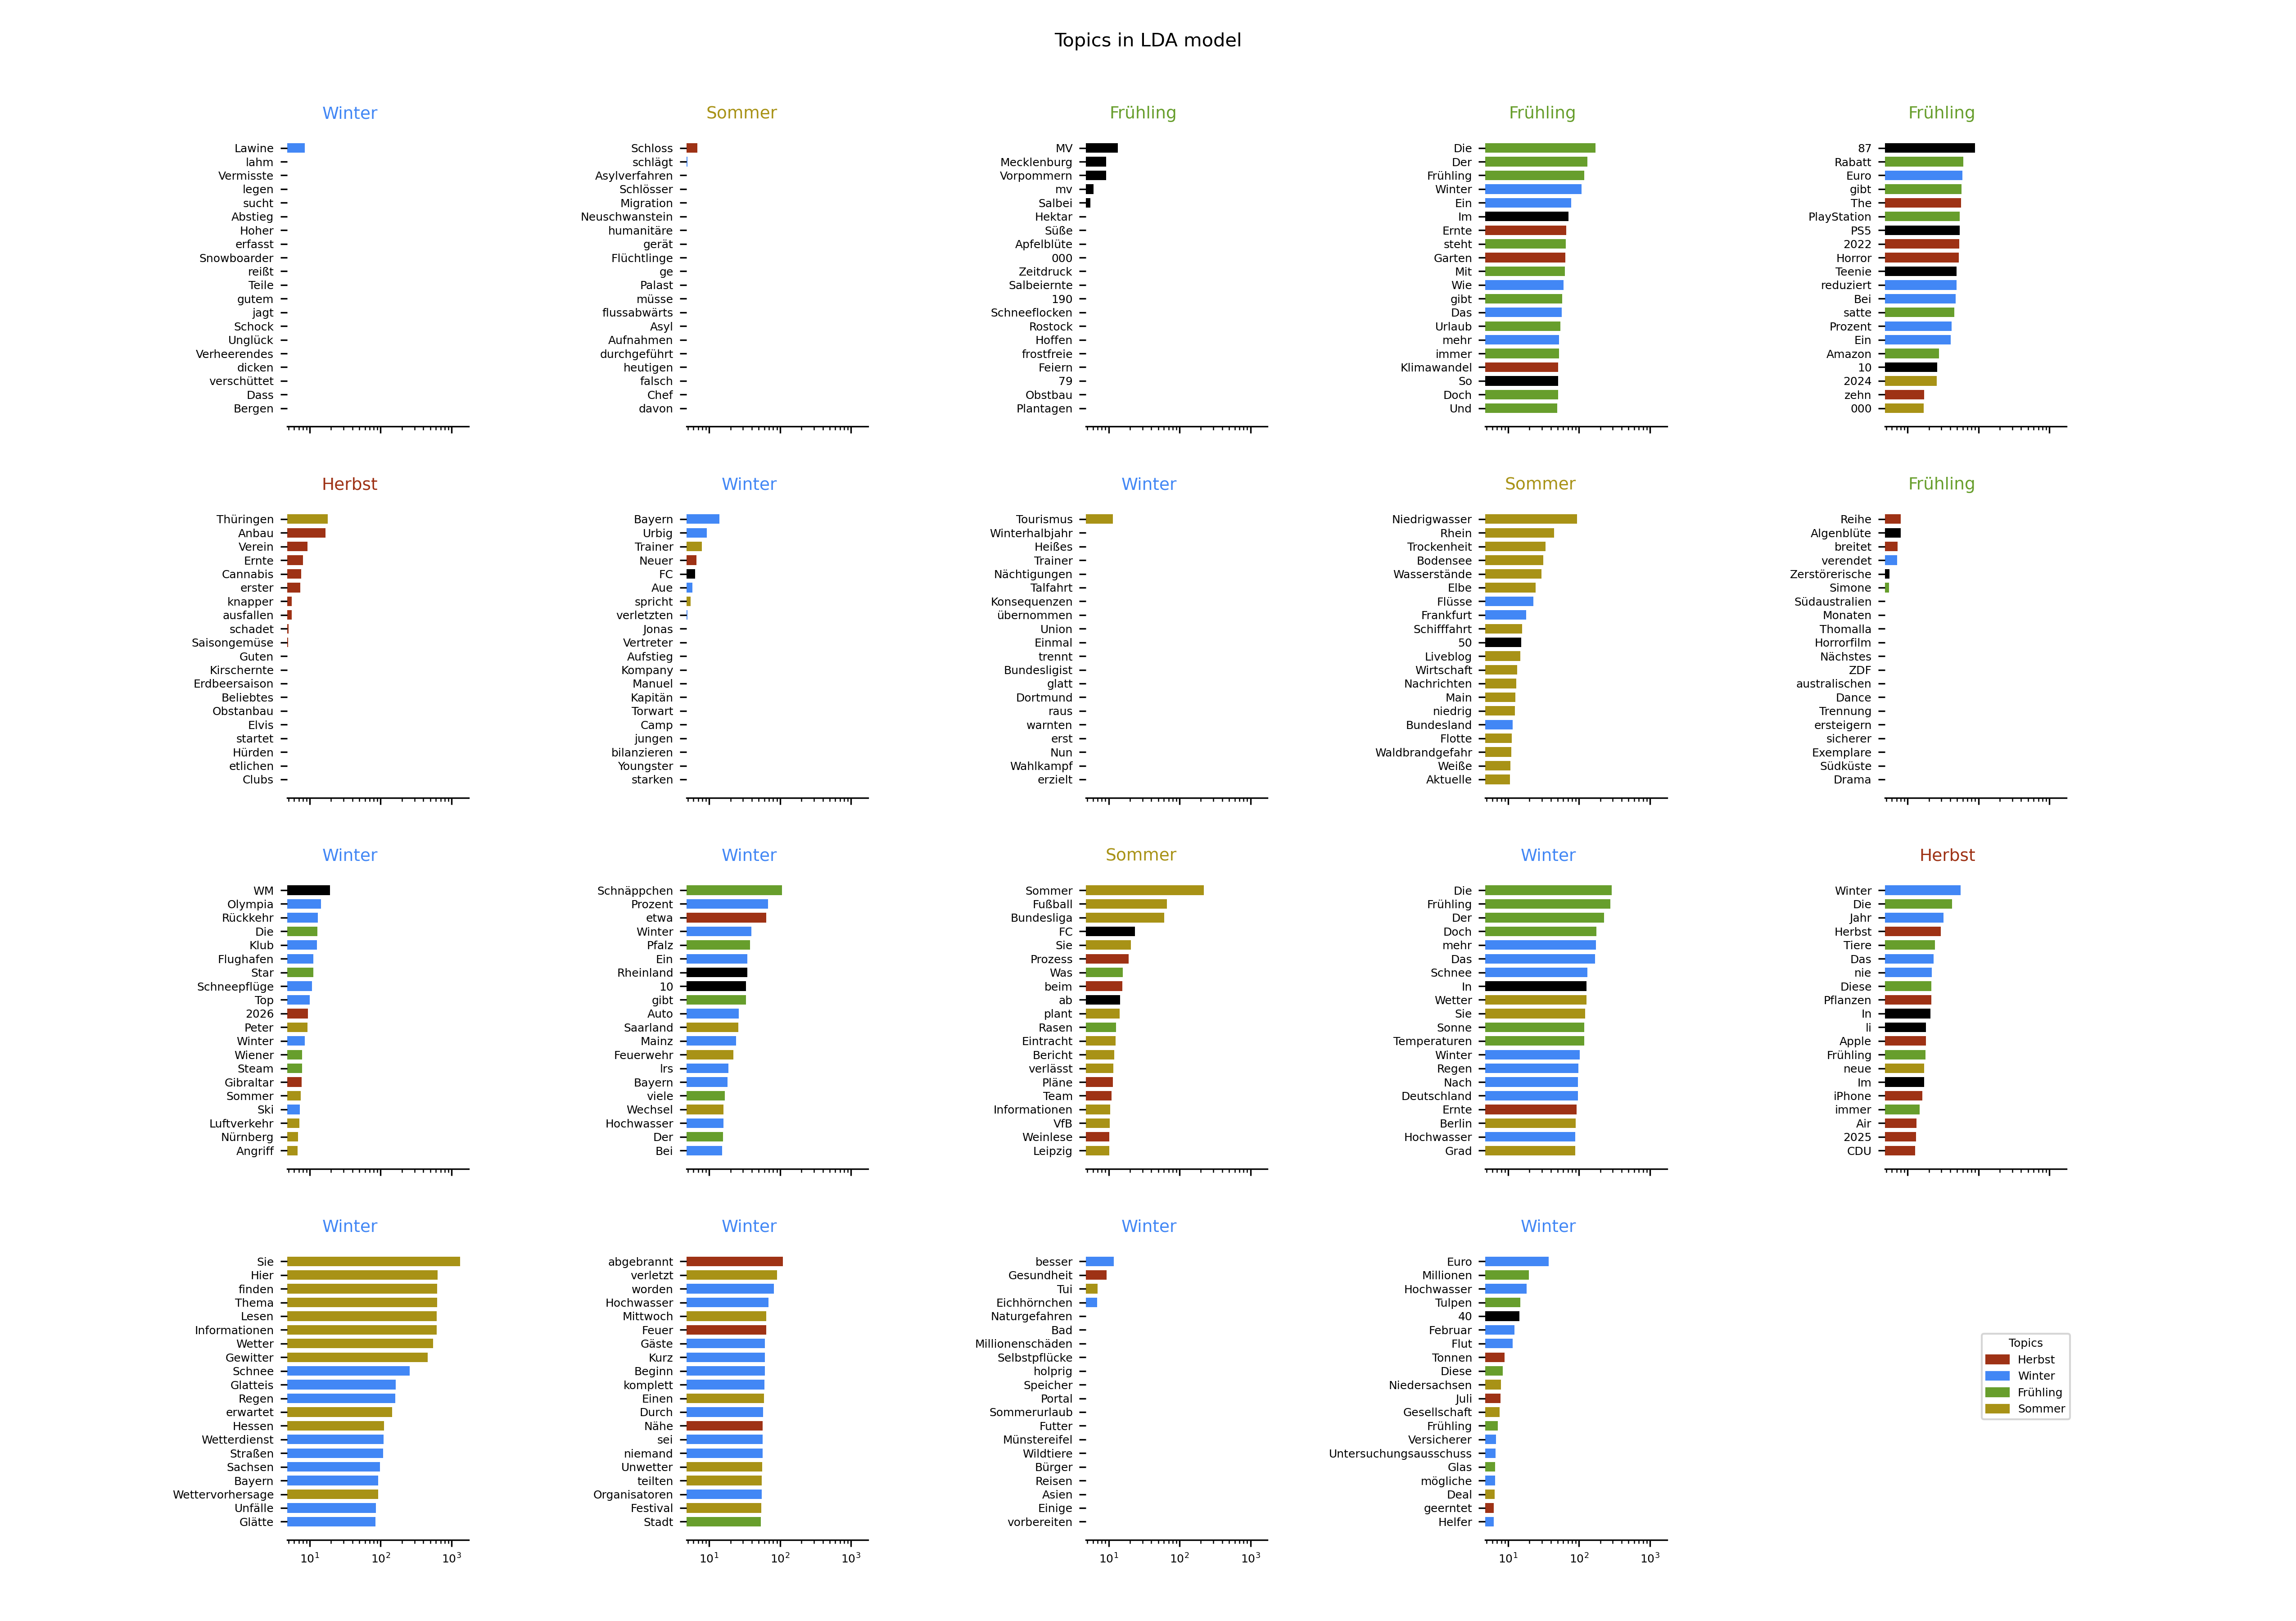 Topics in LDA model
Winter
Lawine
lahm
Vermisste
legen
sucht
Abstieg
Hoher
erfasst
Snowboarder
reißt
Teile
gutem
jagt
Schock
Unglück
Verheerendes
dicken
verschüttet
Dass
Bergen
Sommer
Schloss
schlägt
Asylverfahren
Schlösser
Migration
Neuschwanstein
humanitäre
gerät
Flüchtlinge
ge
Palast
müsse
flussabwärts
Asyl
Aufnahmen
durchgeführt
heutigen
falsch
Chef
davon
Frühling
MV
Mecklenburg
Vorpommern
mv
Salbei
Hektar
Süße
Apfelblüte
000
Zeitdruck
Salbeiernte
190
Schneeflocken
Rostock
Hoffen
frostfreie
Feiern
79
Obstbau
Plantagen
Frühling
Die
Der
Frühling
Winter
Ein
Im
Ernte
steht
Garten
Mit
Wie
gibt
Das
Urlaub
mehr
immer
Klimawandel
So
Doch
Und
Frühling
87
Rabatt
Euro
gibt
The
PlayStation
PS5
2022
Horror
Teenie
reduziert
Bei
satte
Prozent
Ein
Amazon
10
2024
zehn
000
Herbst
Thüringen
Anbau
Verein
Ernte
Cannabis
erster
knapper
ausfallen
schadet
Saisongemüse
Guten
Kirschernte
Erdbeersaison
Beliebtes
Obstanbau
Elvis
startet
Hürden
etlichen
Clubs
Winter
Bayern
Urbig
Trainer
Neuer
FC
Aue
spricht
verletzten
Jonas
Vertreter
Aufstieg
Kompany
Manuel
Kapitän
Torwart
Camp
jungen
bilanzieren
Youngster
starken
Winter
Tourismus
Winterhalbjahr
Heißes
Trainer
Nächtigungen
Talfahrt
Konsequenzen
übernommen
Union
Einmal
trennt
Bundesligist
glatt
Dortmund
raus
warnten
erst
Nun
Wahlkampf
erzielt
Sommer
Niedrigwasser
Rhein
Trockenheit
Bodensee
Wasserstände
Elbe
Flüsse
Frankfurt
Schifffahrt
50
Liveblog
Wirtschaft
Nachrichten
Main
niedrig
Bundesland
Flotte
Waldbrandgefahr
Weiße
Aktuelle
Frühling
Reihe
Algenblüte
breitet
verendet
Zerstörerische
Simone
Südaustralien
Monaten
Thomalla
Horrorfilm
Nächstes
ZDF
australischen
Dance
Trennung
ersteigern
sicherer
Exemplare
Südküste
Drama
Winter
WM
Olympia
Rückkehr
Die
Klub
Flughafen
Star
Schneepflüge
Top
2026
Peter
Winter
Wiener
Steam
Gibraltar
Sommer
Ski
Luftverkehr
Nürnberg
Angriff
Winter
Schnäppchen
Prozent
etwa
Winter
Pfalz
Ein
Rheinland
10
gibt
Auto
Saarland
Mainz
Feuerwehr
Irs
Bayern
viele
Wechsel
Hochwasser
Der
Bei
Sommer
Sommer
Fußball
Bundesliga
FC
Sie
Prozess
Was
beim
ab
plant
Rasen
Eintracht
Bericht
verlässt
Pläne
Team
Informationen
VfB
Weinlese
Leipzig
Winter
Die
Frühling
Der
Doch
mehr
Das
Schnee
In
Wetter
Sie
Sonne
Temperaturen
Winter
Regen
Nach
Deutschland
Ernte
Berlin
Hochwasser
Grad
Herbst
Winter
Die
Jahr
Herbst
Tiere
Das
nie
Diese
Pflanzen
In
li
Apple
Frühling
neue
Im
iPhone
immer
Air
2025
CDU
Winter
Sie
Hier
finden
Thema
Lesen
Informationen
Wetter
Gewitter
Schnee
Glatteis
Regen
erwartet
Hessen
Wetterdienst
Straßen
Sachsen
Bayern
Wettervorhersage
Unfälle
Glätte
10¹ 10² 10³
Winter
abgebrannt
verletzt
worden
Hochwasser
Mittwoch
Feuer
Gäste
Kurz
Beginn
komplett
Einen
Durch
Nähe
sei
niemand
Unwetter
teilten
Organisatoren
Festival
Stadt
10¹ 10² 10³
Winter
besser
Gesundheit
Tui
Eichhörnchen
Naturgefahren
Bad
Millionenschäden
Selbstpflücke
holprig
Speicher
Portal
Sommerurlaub
Futter
Münstereifel
Wildtiere
Bürger
Reisen
Asien
Einige
vorbereiten
10¹ 10² 10³
Winter
Euro
Millionen
Hochwasser
Tulpen
40
Februar
Flut
Tonnen
Diese
Niedersachsen
Juli
Gesellschaft
Frühling
Versicherer
Untersuchungsausschuss
Glas
mögliche
Deal
geerntet
Helfer
10¹ 10² 10³
Topics
Herbst
Winter
Frühling
Sommer